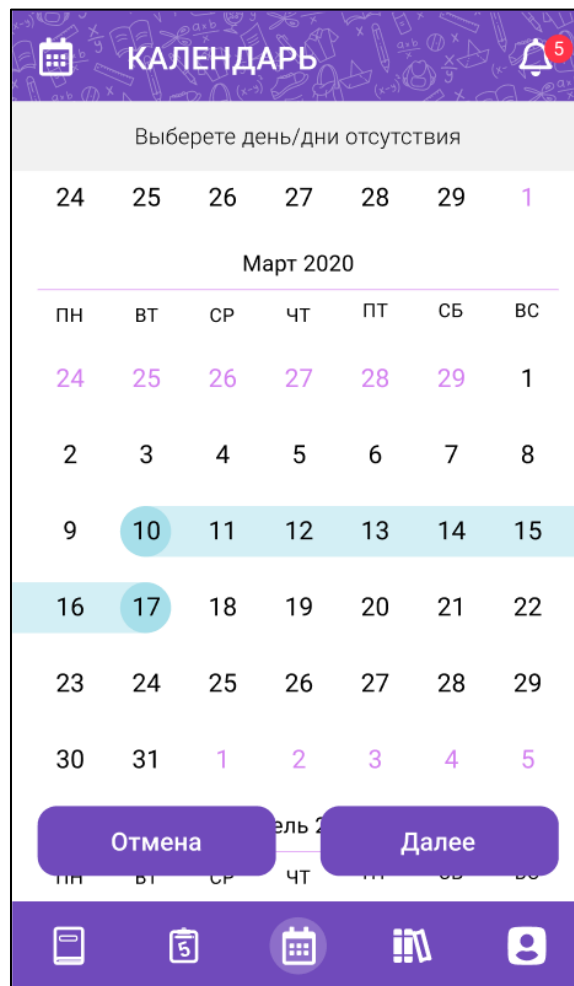 КАЛЕНДАРЬ
5
Выберете день/дни отсутствия
24 25 26 27 28 29 1
Март 2020
ПН ВТ СР ЧТ ПТ СБ ВС
24 25 26 27 28 29 1
2 3 4 5 6 7 8
9 10 11 12 13 14 15
16 17 18 19 20 21 22
23 24 25 26 27 28 29
30 31 1 2 3 4 5
Отмена Далее
ЧТ
5